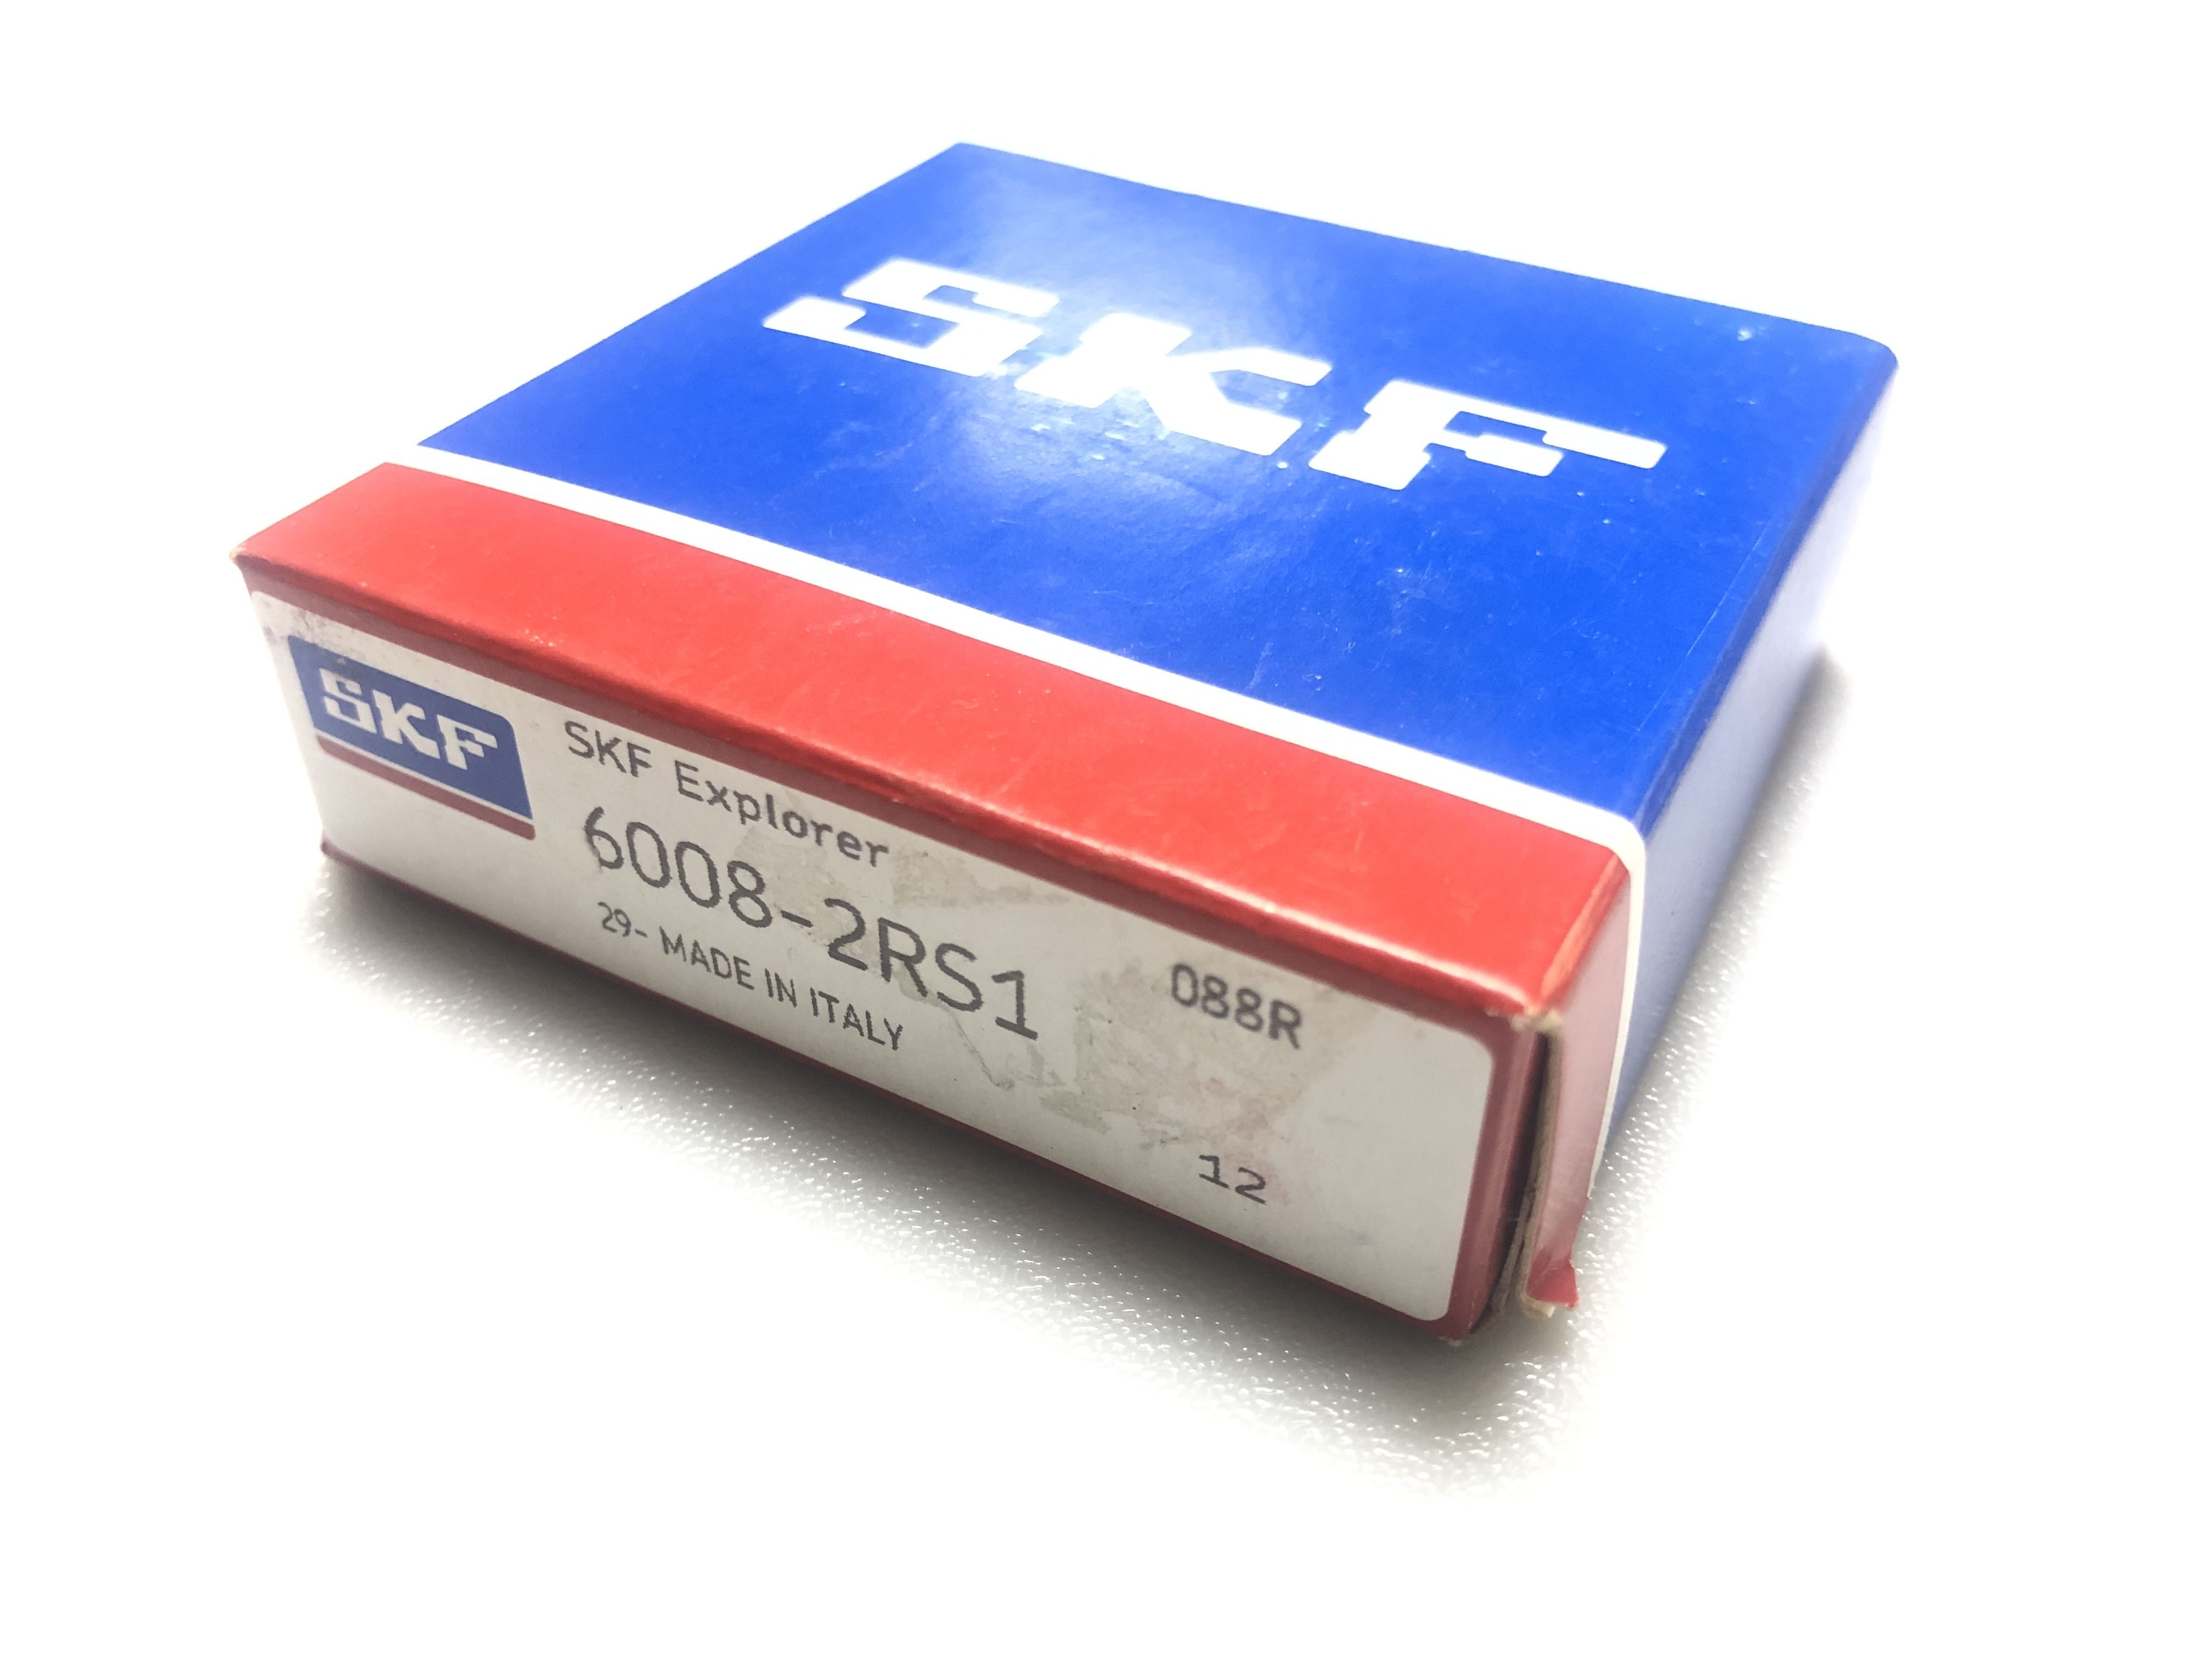 SKF
SKF
SKF Explorer
6008-2RS1
29- MADE IN ITALY
088R
12